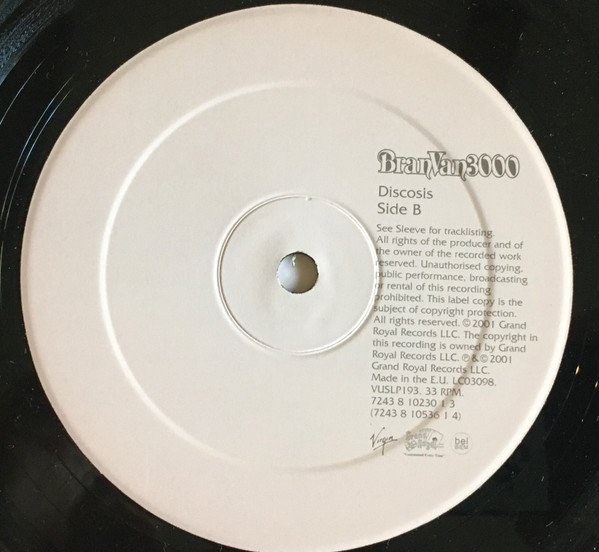 BranVan3000
Discosis
Side B
See Sleeve for tracklisting.
All rights of the producer and of
the owner of the recorded work
reserved. Unauthorised copying,
public performance, broadcasting
or rental of this recording
prohibited. This label copy is the
subject of copyright protection.
All rights reserved. ©2001 Grand
Royal Records LLC. The copyright in
this recording is owned by Grand
Royal Records LLC. ℗&©2001
Grand Royal Records LLC.
Made in the E.U. LC03098.
VUSLP193. 33 RPM.
7243 8 10230 1 3
(7243 8 10536 1 4)
Virgin